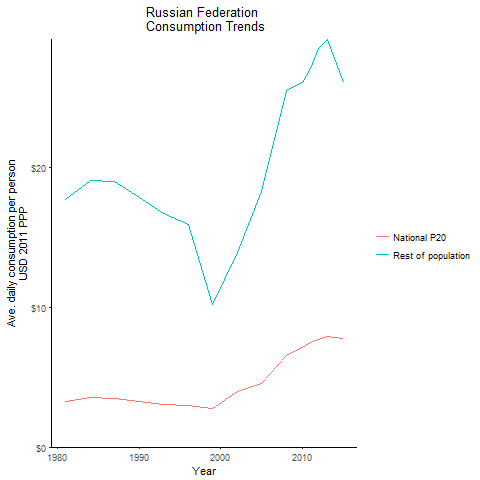 Russian Federation
Consumption Trends
Ave. daily consumption per person
USD 2011 PPP
$20
$10
$0
1980
1990
2000
2010
Year
National P20
Rest of population